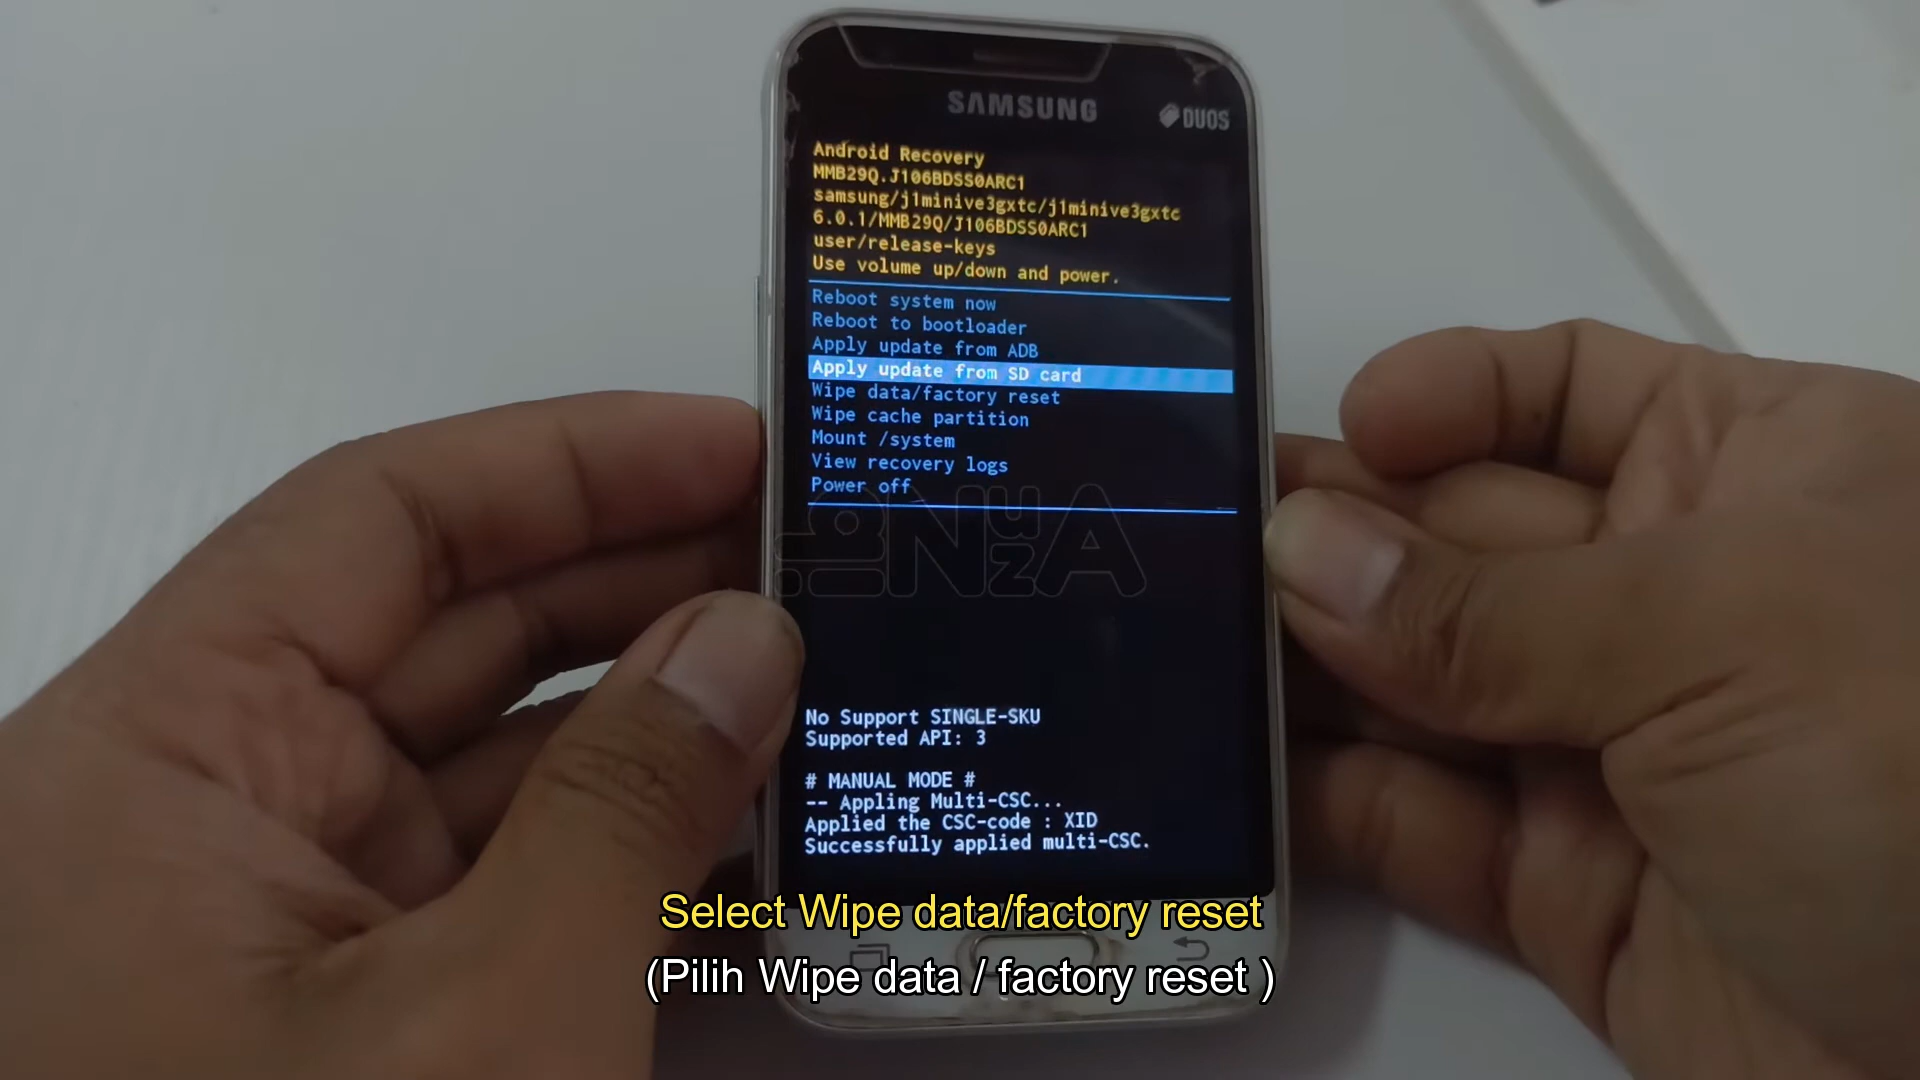 SAMSUNG
DUOS
Android Recovery
MMB29Q.J106BDSS0ARC1
samsung/j1minive3gxtc/j1minive3gxtc
6.0.1/MMB29Q/J106BDSS0ARC1
user/release-keys
Use volume up/down and power.
Reboot system now
Reboot to bootloader
Apply update from ADB
Apply update from SD card
Wipe data/factory reset
Wipe cache partition
Mount /system
View recovery logs
Power off
No Support SINGLE-SKU
Supported API: 3
# MANUAL MODE #
-- Appling Multi-CSC...
Applied the CSC-code : XID
Successfully applied multi-CSC.
Select Wipe data/factory reset
(Pilih Wipe data / factory reset )